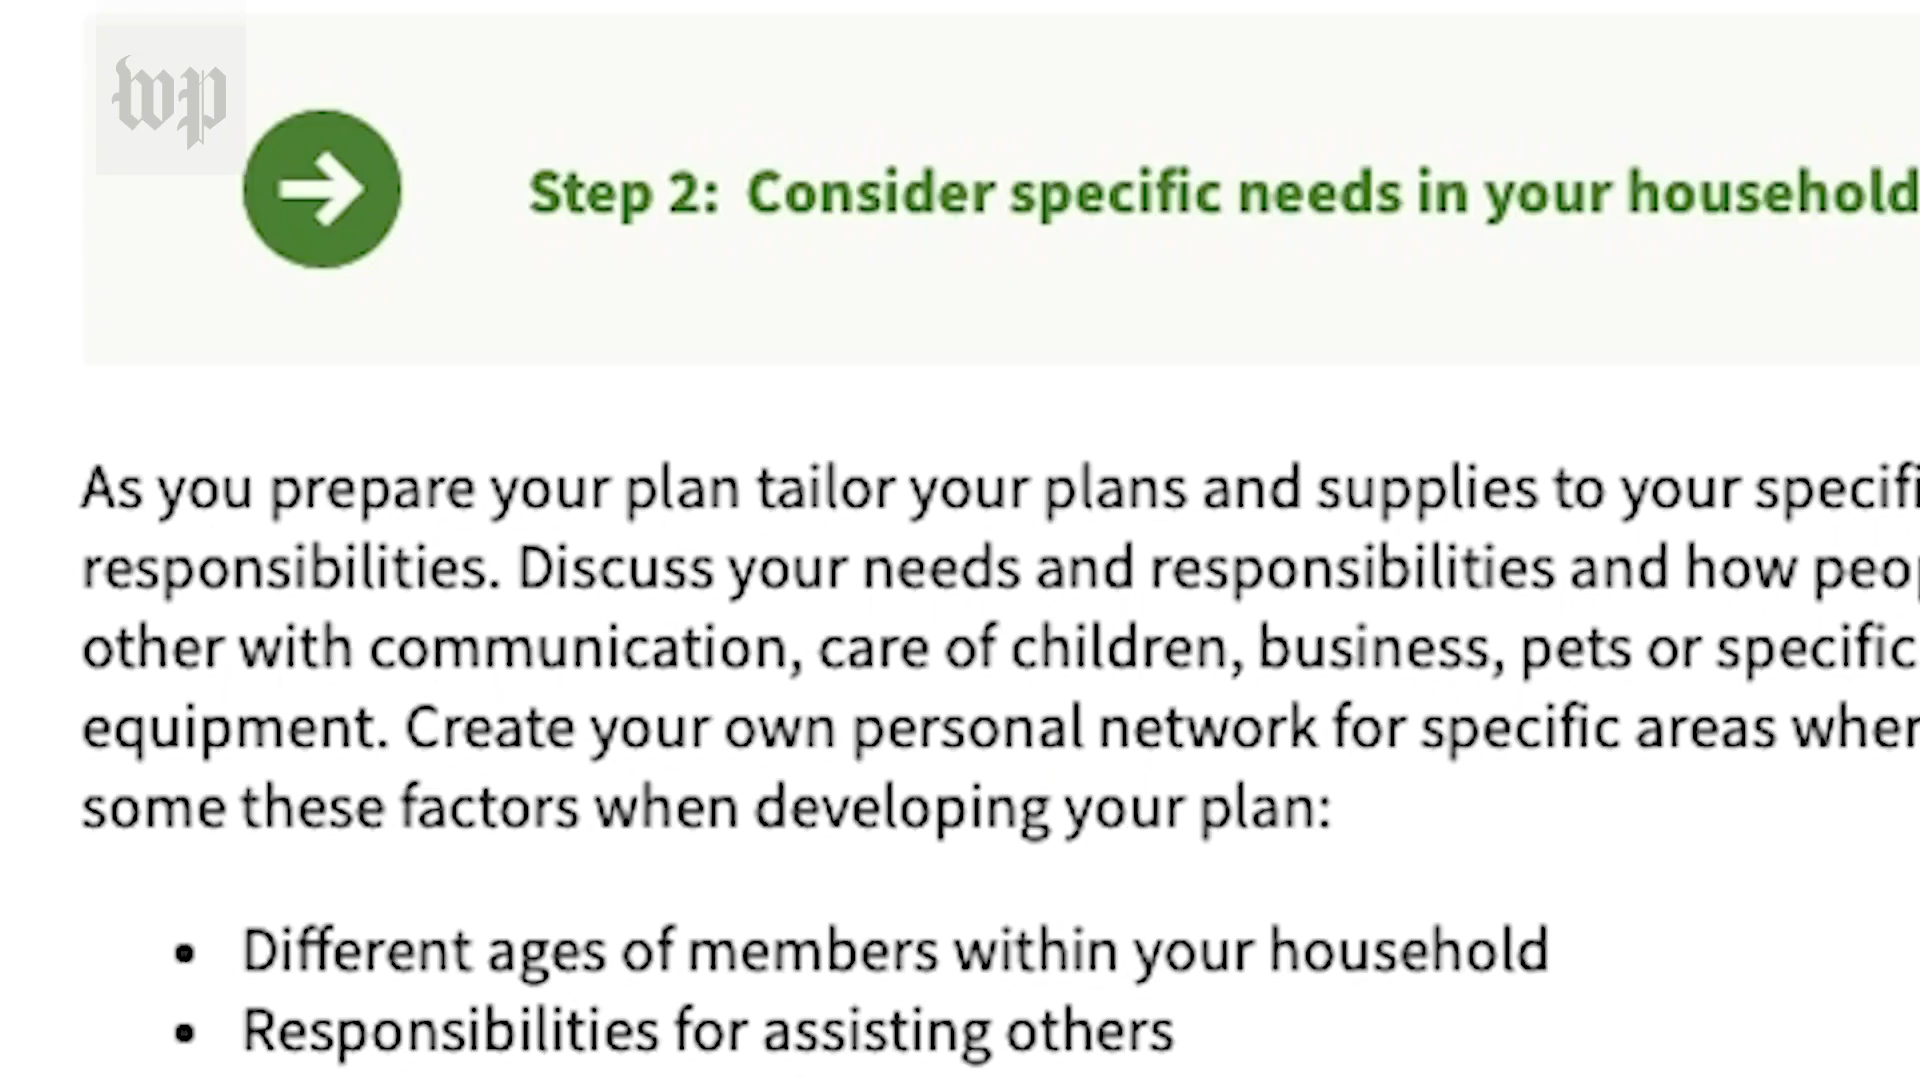 wp
Step 2: Consider specific needs in your household
As you prepare your plan tailor your plans and supplies to your
responsibilities. Discuss your needs and responsibilities and how
other with communication, care of children, business, pets or specific
equipment. Create your own personal network for specific areas
some these factors when developing your plan:
• Different ages of members within your household
• Responsibilities for assisting others